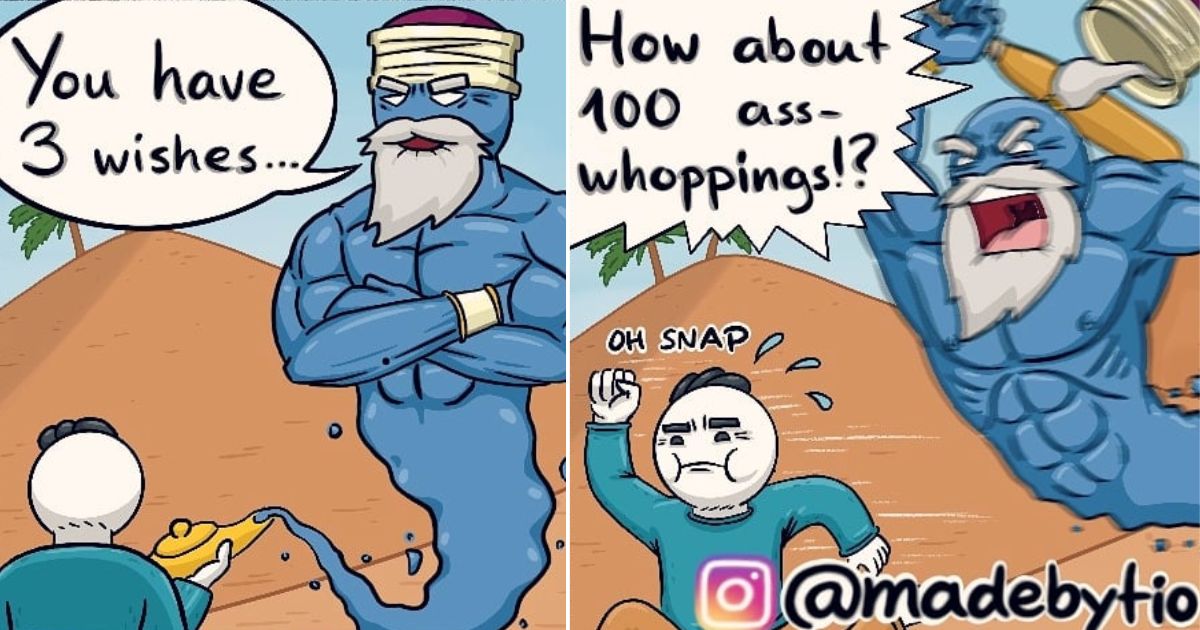 You have
3 wishes...
How about
100 ass-
whoppings!?
OH SNAP
@madebytio